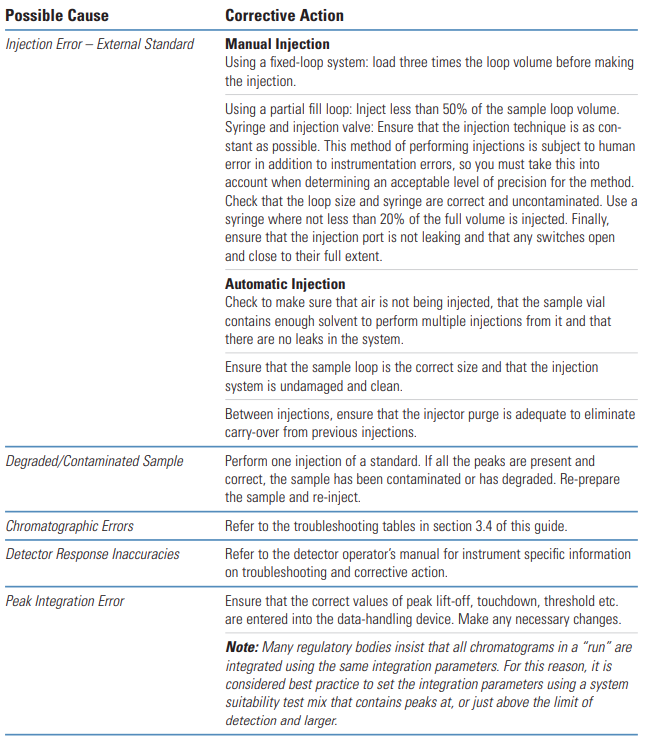 Possible Cause
Corrective Action
Injection Error – External Standard
Manual Injection
Using a fixed-loop system: load three times the loop volume before making
the injection.
Using a partial fill loop: Inject less than 50% of the sample loop volume.
Syringe and injection valve: Ensure that the injection technique is as con-
stant as possible. This method of performing injections is subject to human
error in addition to instrumentation errors, so you must take this into
account when determining an acceptable level of precision for the method.
Check that the loop size and syringe are correct and uncontaminated. Use a
syringe where not less than 20% of the full volume is injected. Finally,
ensure that the injection port is not leaking and that any switches open
and close to their full extent.
Automatic Injection
Check to make sure that air is not being injected, that the sample vial
contains enough solvent to perform multiple injections from it and that
there are no leaks in the system.
Ensure that the sample loop is the correct size and that the injection
system is undamaged and clean.
Between injections, ensure that the injector purge is adequate to eliminate
carry-over from previous injections.
Degraded/Contaminated Sample
Perform one injection of a standard. If all the peaks are present and
correct, the sample has been contaminated or has degraded. Re-prepare
the sample and re-inject.
Chromatographic Errors
Refer to the troubleshooting tables in section 3.4 of this guide.
Detector Response Inaccuracies
Refer to the detector operator's manual for instrument specific information
on troubleshooting and corrective action.
Peak Integration Error
Ensure that the correct values of peak lift-off, touchdown, threshold etc.
are entered into the data-handling device. Make any necessary changes.
Note: Many regulatory bodies insist that all chromatograms in a “run” are
integrated using the same integration parameters. For this reason, it is
considered best practice to set the integration parameters using a system
suitability test mix that contains peaks at, or just above the limit of
detection and larger.